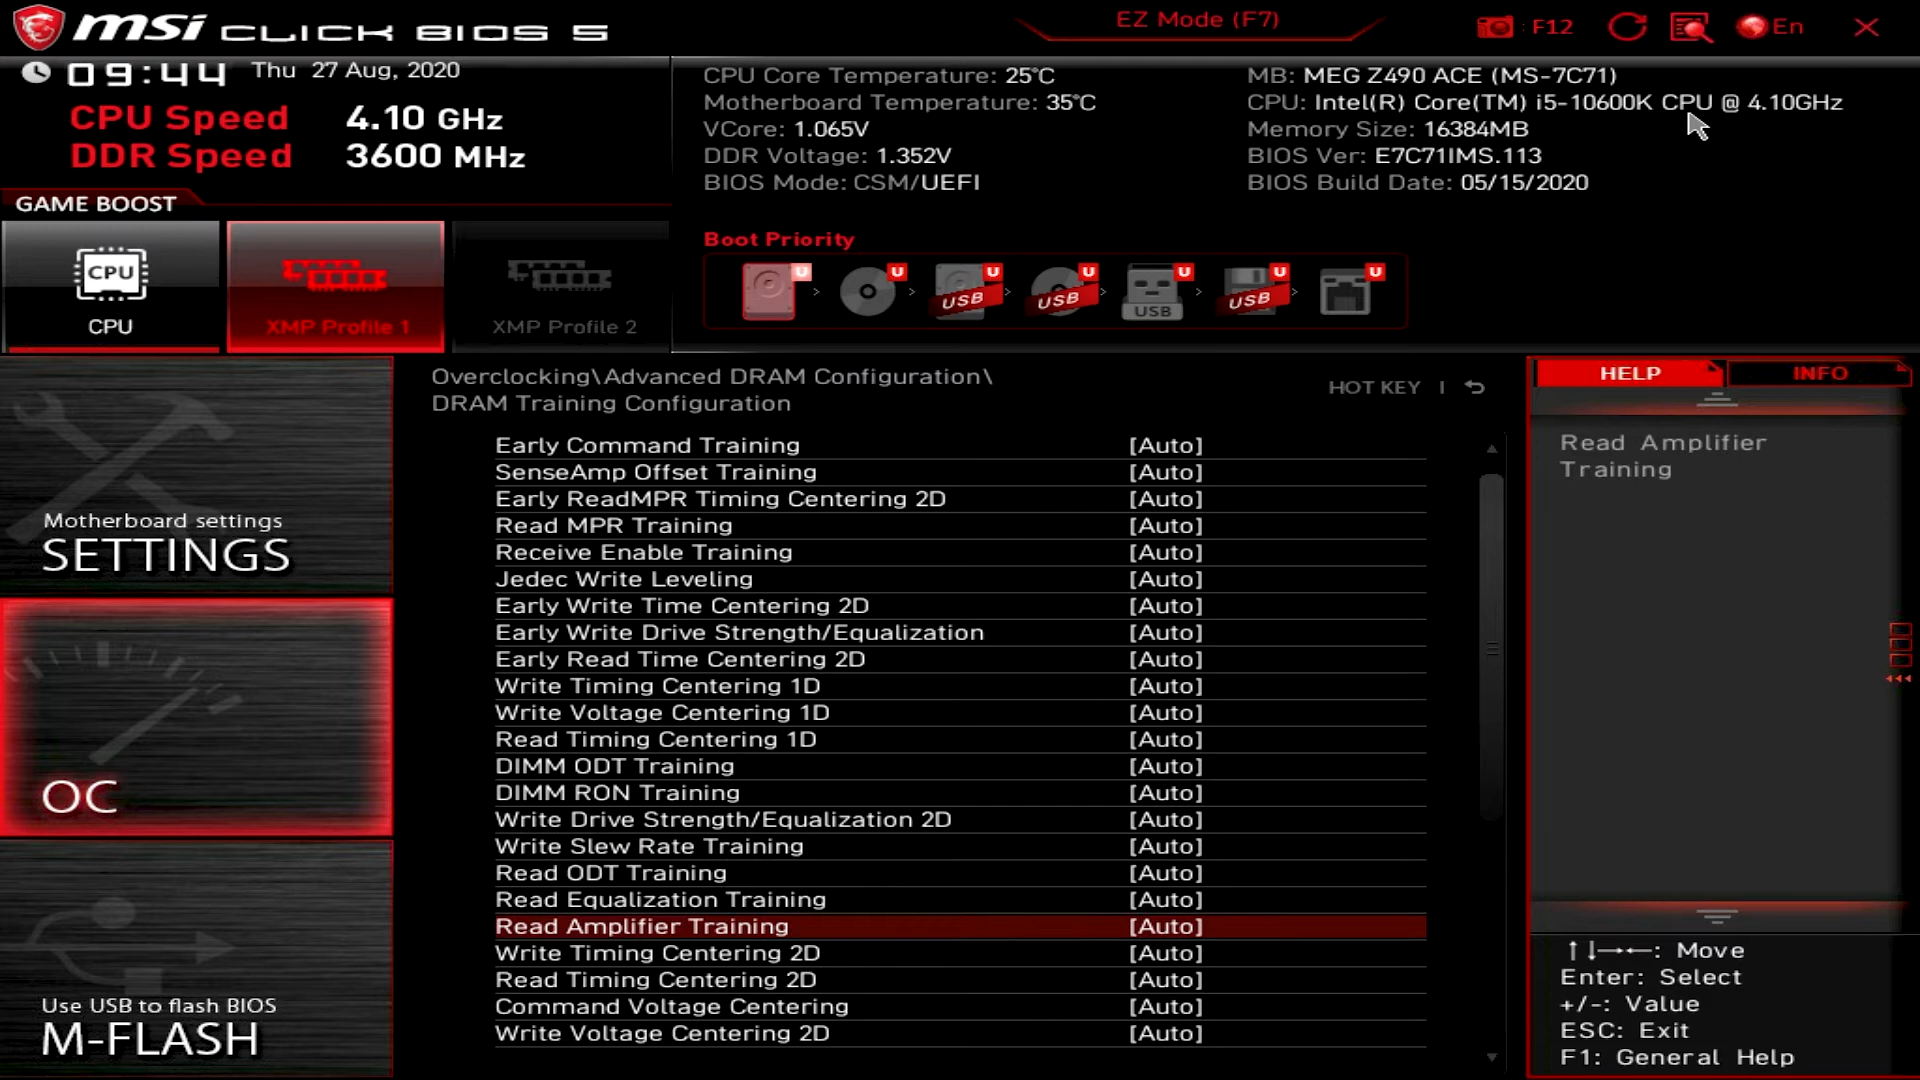 msi CLICK BIOS 5
EZ Mode (F7)
: F12
En
09:44 Thu 27 Aug, 2020
CPU Speed 4.10 GHz
DDR Speed 3600 MHz
CPU Core Temperature: 25°C
Motherboard Temperature: 35°C
VCore: 1.065V
DDR Voltage: 1.352V
BIOS Mode: CSM/UEFI
MB: MEG Z490 ACE (MS-7C71)
CPU: Intel(R) Core(TM) i5-10600K CPU @ 4.10GHz
Memory Size: 16384MB
BIOS Ver: E7C71IMS.113
BIOS Build Date: 05/15/2020
GAME BOOST
CPU
CPU
XMP Profile 1
XMP Profile 2
Boot Priority
U U U U U U U
USB USB USB USB
Motherboard settings
SETTINGS
OC
Use USB to flash BIOS
M-FLASH
Overclocking\Advanced DRAM Configuration\
DRAM Training Configuration
HOT KEY |
Early Command Training [Auto]
SenseAmp Offset Training [Auto]
Early ReadMPR Timing Centering 2D [Auto]
Read MPR Training [Auto]
Receive Enable Training [Auto]
Jedec Write Leveling [Auto]
Early Write Time Centering 2D [Auto]
Early Write Drive Strength/Equalization [Auto]
Early Read Time Centering 2D [Auto]
Write Timing Centering 1D [Auto]
Write Voltage Centering 1D [Auto]
Read Timing Centering 1D [Auto]
DIMM ODT Training [Auto]
DIMM RON Training [Auto]
Write Drive Strength/Equalization 2D [Auto]
Write Slew Rate Training [Auto]
Read ODT Training [Auto]
Read Equalization Training [Auto]
Read Amplifier Training [Auto]
Write Timing Centering 2D [Auto]
Read Timing Centering 2D [Auto]
Command Voltage Centering [Auto]
Write Voltage Centering 2D [Auto]
HELP
INFO
Read Amplifier
Training
↑↓→←: Move
Enter: Select
+/-: Value
ESC: Exit
F1: General Help